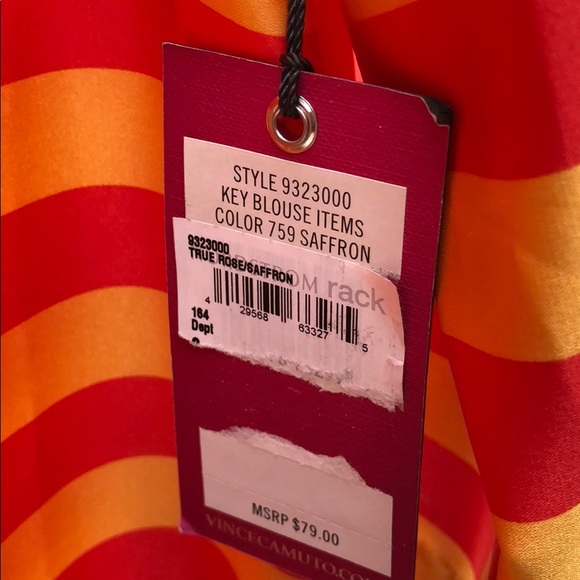 STYLE 9323000
KEY BLOUSE ITEMS
COLOR 759 SAFFRON
9323000
TRUE ROSE/SAFFRON
DSTROM rack
4 29568 63327 5
164
Dept
MSRP $79.00
VINCECAMUTO.CO